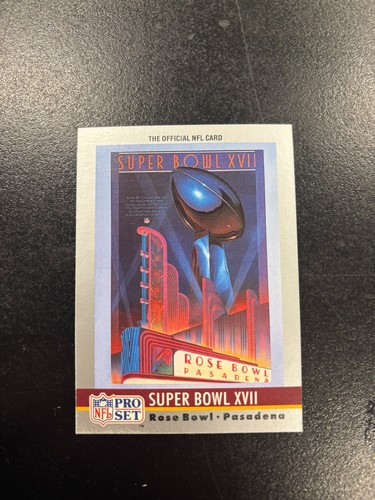 THE OFFICIAL NFL CARD
SUPER BOWL XVII
ROSE BOWL
PASADENA
NFL PRO SET
SUPER BOWL XVII
Rose Bowl · Pasadena